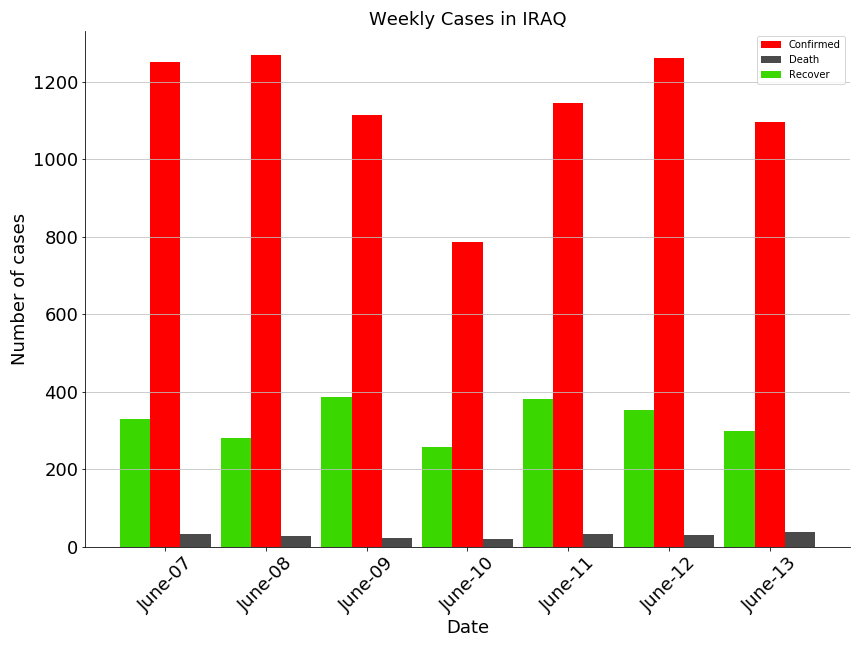 Weekly Cases in IRAQ
Confirmed
Death
Recover
Number of cases
1200
1000
800
600
400
200
0
June-07
June-08
June-09
June-10
June-11
June-12
June-13
Date